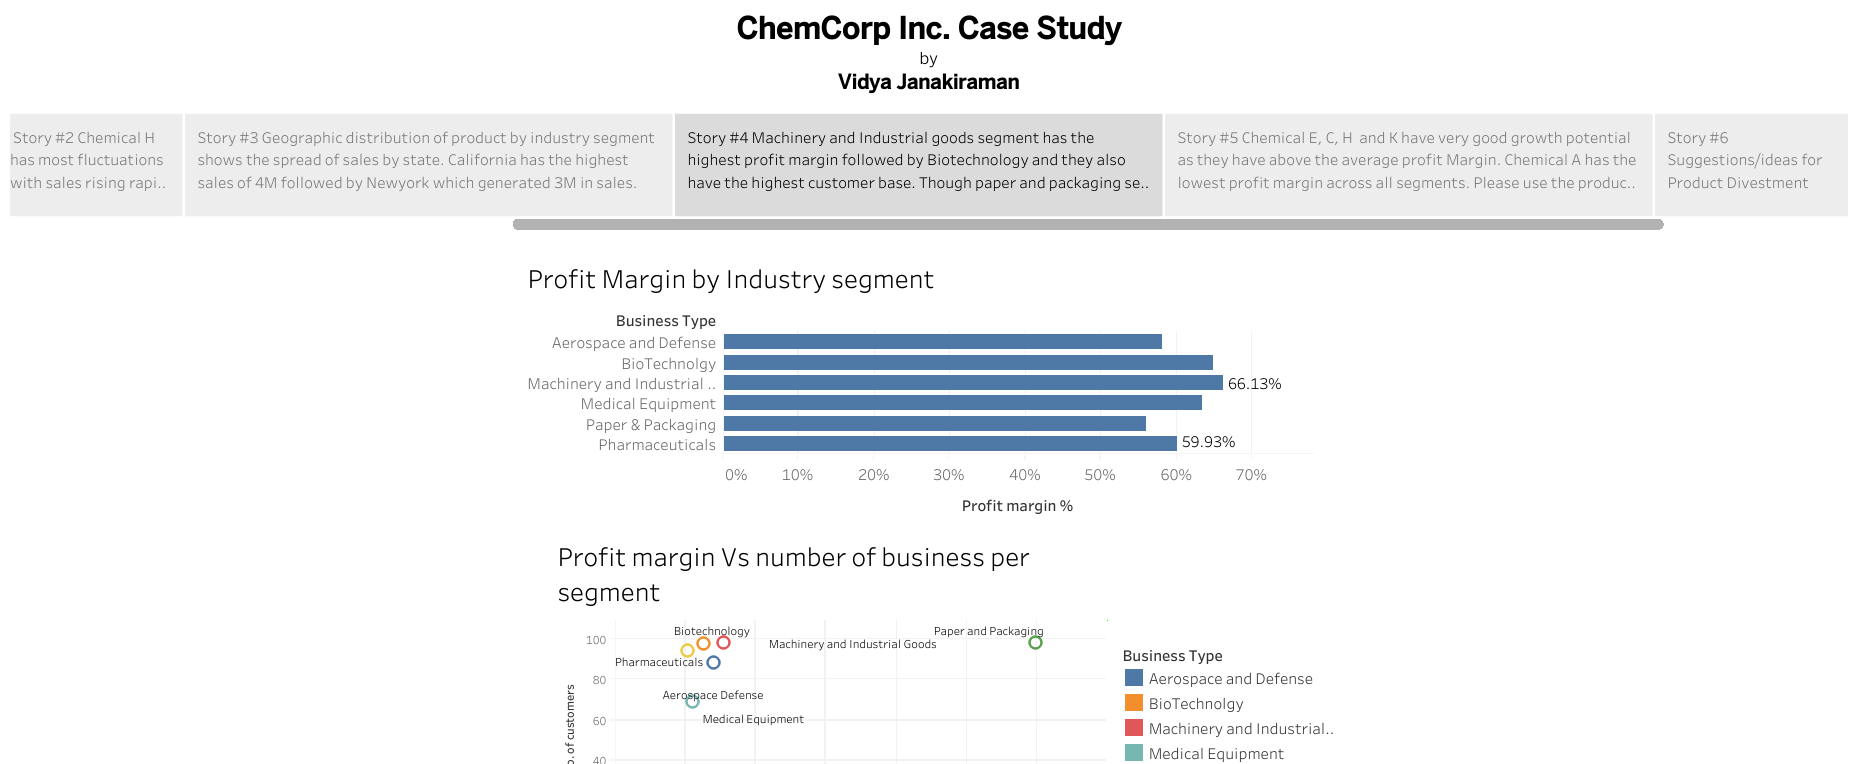 ChemCorp Inc. Case Study
by
Vidya Janakiraman
Story #2 Chemical H
has most fluctuations
with sales rising rapi..
Story #3 Geographic distribution of product by industry segment
shows the spread of sales by state. California has the highest
sales of 4M followed by Newyork which generated 3M in sales.
Story #4 Machinery and Industrial goods segment has the
highest profit margin followed by Biotechnology and they also
have the highest customer base. Though paper and packaging se..
Story #5 Chemical E, C, H and K have very good growth potential
as they have above the average profit Margin. Chemical A has the
lowest profit margin across all segments. Please use the produc..
Story #6
Suggestions/ideas for
Product Divestment
Profit Margin by Industry segment
Business Type
Aerospace and Defense
BioTechnolgy
Machinery and Industrial ..
66.13%
Medical Equipment
Paper & Packaging
Pharmaceuticals
59.93%
0% 10% 20% 30% 40% 50% 60% 70%
Profit margin %
Profit margin Vs number of business per
segment
Biotechnology
Paper and Packaging
100
Machinery and Industrial Goods
Pharmaceuticals
80
Aerospace Defense
Medical Equipment
60
40
of customers
Business Type
Aerospace and Defense
BioTechnolgy
Machinery and Industrial..
Medical Equipment